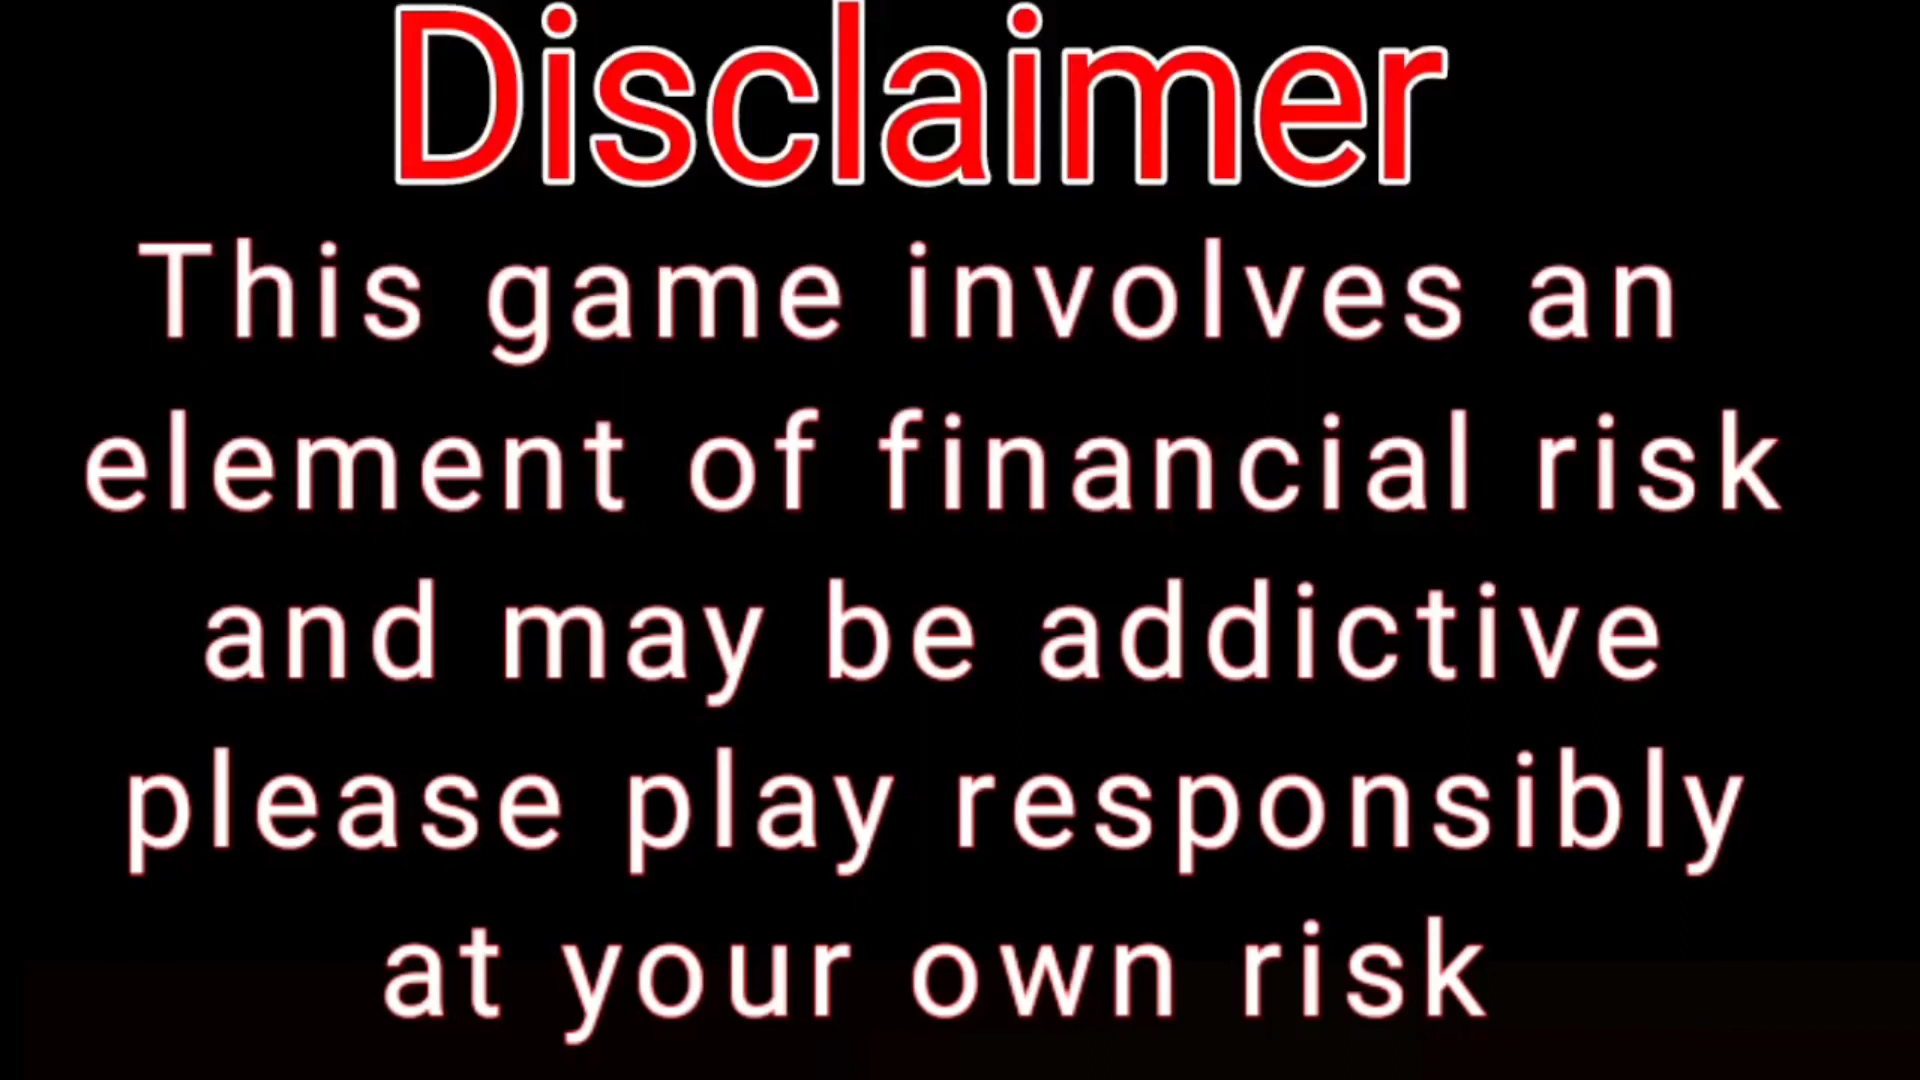 Disclaimer
This game involves an
element of financial risk
and may be addictive
please play responsibly
at your own risk